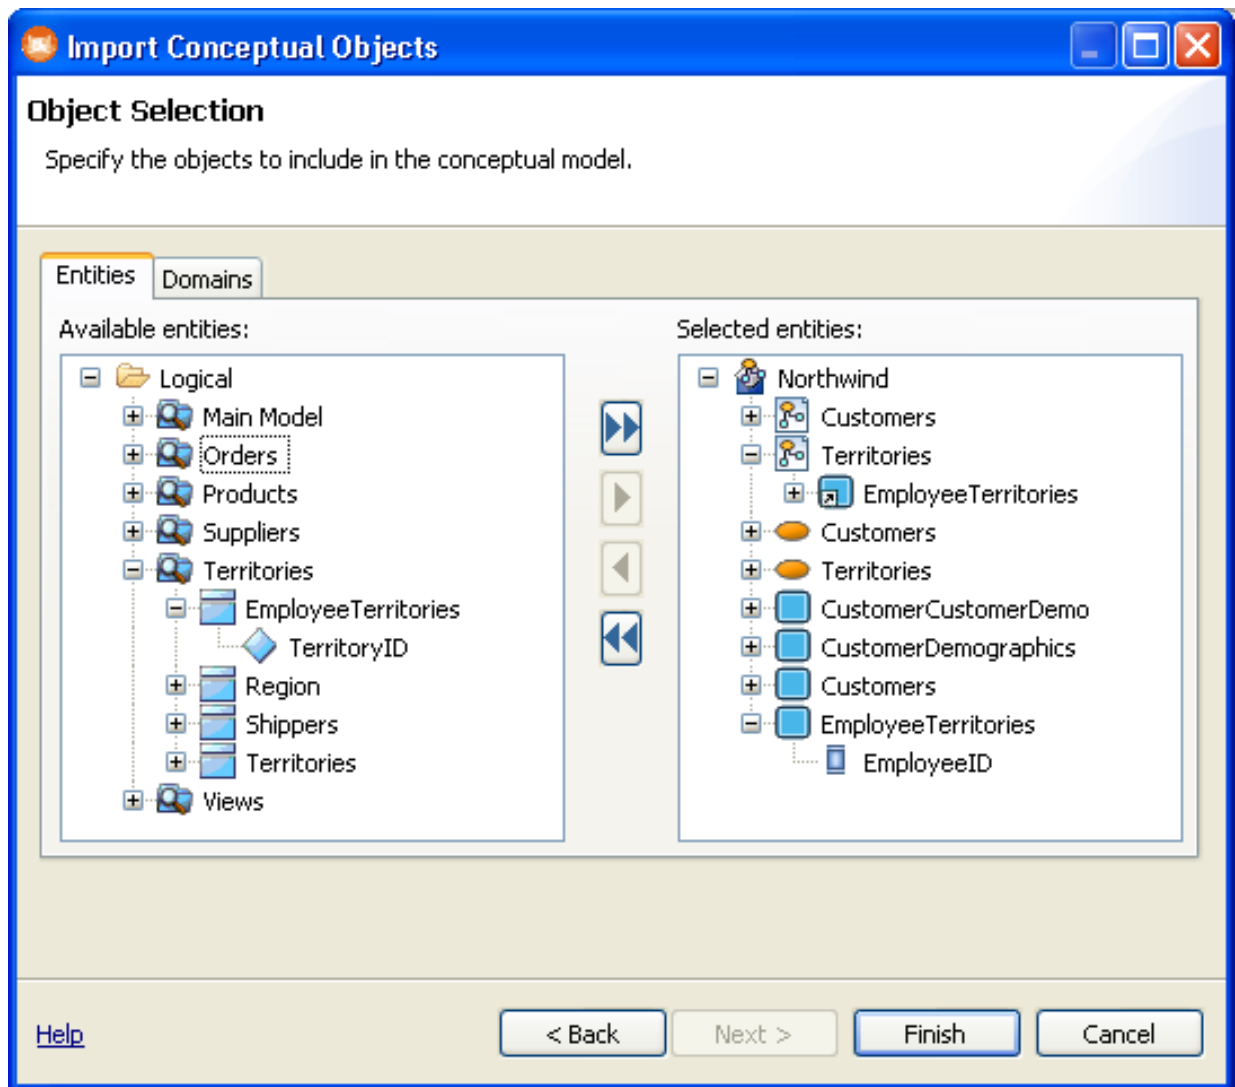 Import Conceptual Objects
Object Selection
Specify the objects to include in the conceptual model.
Entities
Domains
Available entities:
Logical
Main Model
Orders
Products
Suppliers
Territories
EmployeeTerritories
TerritoryID
Region
Shippers
Territories
Views
Selected entities:
Northwind
Customers
Territories
EmployeeTerritories
Customers
Territories
CustomerCustomerDemo
CustomerDemographics
Customers
EmployeeTerritories
EmployeeID
Help
< Back
Next >
Finish
Cancel